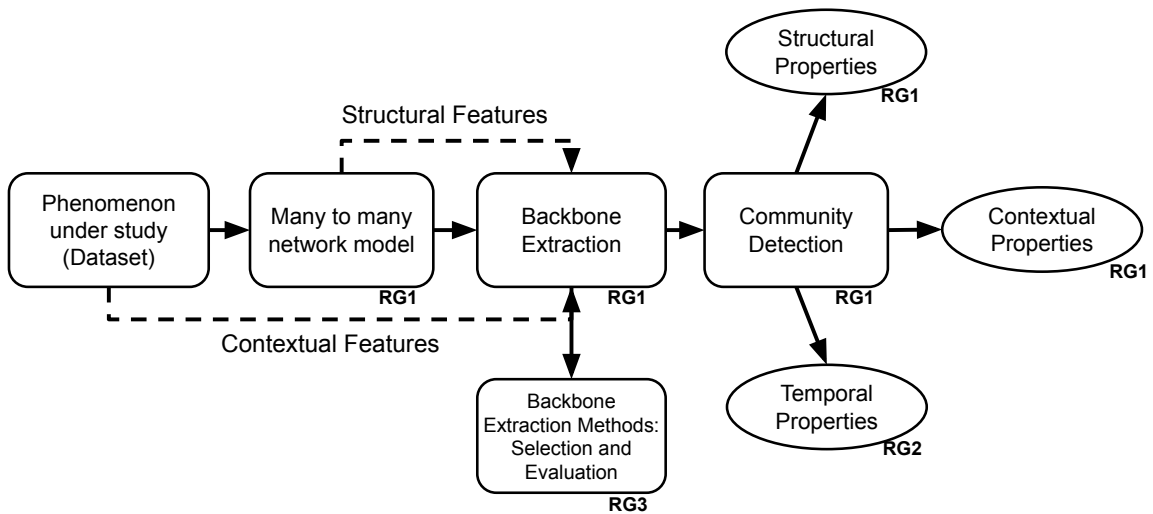 Structural
Properties
RG1
Structural Features
Phenomenon
under study
(Dataset)
Many to many
network model
RG1
Backbone
Extraction
RG1
Community
Detection
RG1
Contextual
Properties
RG1
Contextual Features
Backbone
Extraction Methods:
Selection and
Evaluation
RG3
Temporal
Properties
RG2